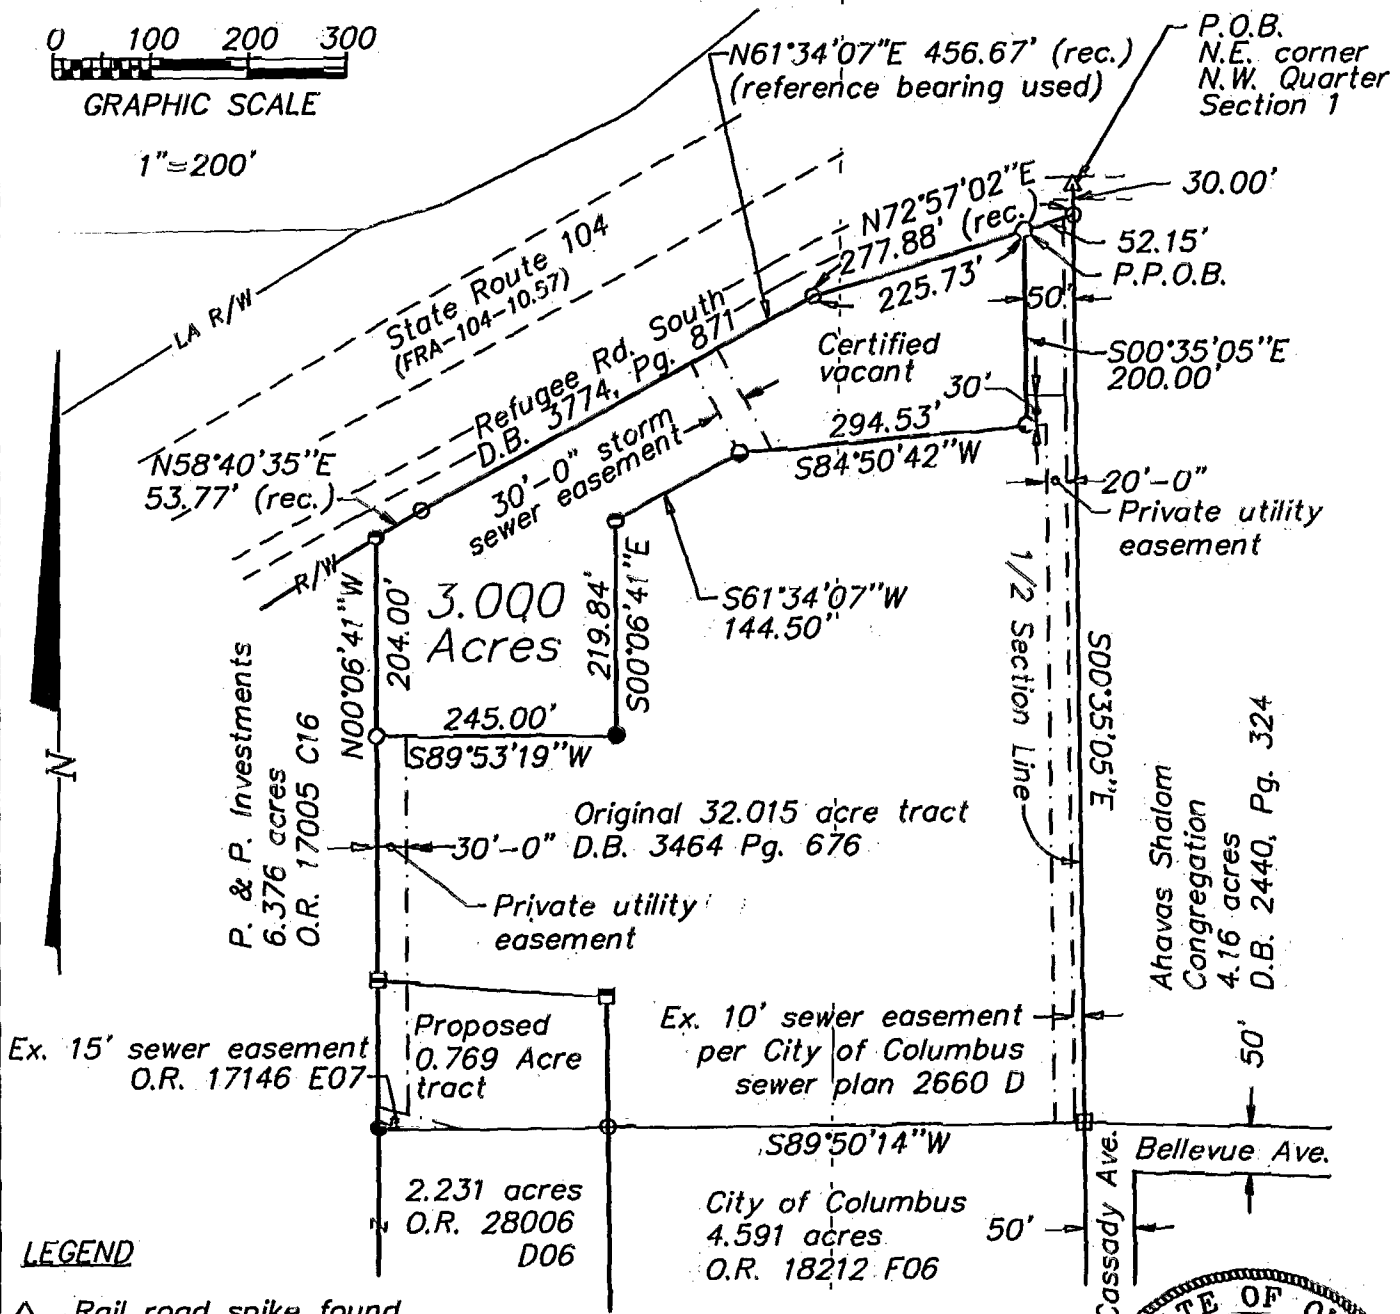 0 100 200 300
GRAPHIC SCALE
1"=200'
N61°34'07"E 456.67' (rec.)
(reference bearing used)
P.O.B.
N.E. corner
N.W. Quarter
Section 1
30.00'
52.15'
P.P.O.B.
N72°57'02"E
277.88' (rec.)
225.73'
50'
LA R/W
State Route 104
(FRA-104-10.57)
Refugee Rd. South
D.B. 3774, Pg. 871
Certified
vacant
S00°35'05"E
200.00'
30'
294.53'
S84°50'42"W
30'-0" storm
sewer easement
N58°40'35"E
53.77' (rec.)
20'-0"
Private utility
easement
R/W
N00°06'41"W
204.00'
3.000
Acres
219.84'
S00°06'41"E
S61°34'07"W
144.50'
1/2 Section Line
S00°35'05"E
245.00'
S89°53'19"W
P. & P. Investments
6.376 acres
O.R. 17005 C16
N
Original 32.015 acre tract
D.B. 3464 Pg. 676
30'-0"
Private utility
easement
Ahavas Shalom
Congregation
4.16 acres
D.B. 2440, Pg. 324
Ex. 15' sewer easement
O.R. 17146 E07
Proposed
0.769 Acre
tract
Ex. 10' sewer easement
per City of Columbus
sewer plan 2660 D
50'
S89°50'14"W
Bellevue Ave.
2.231 acres
O.R. 28006
D06
City of Columbus
4.591 acres
O.R. 18212 F06
50'
Cassady Ave.
LEGEND
Rail road spike found
TE OF O